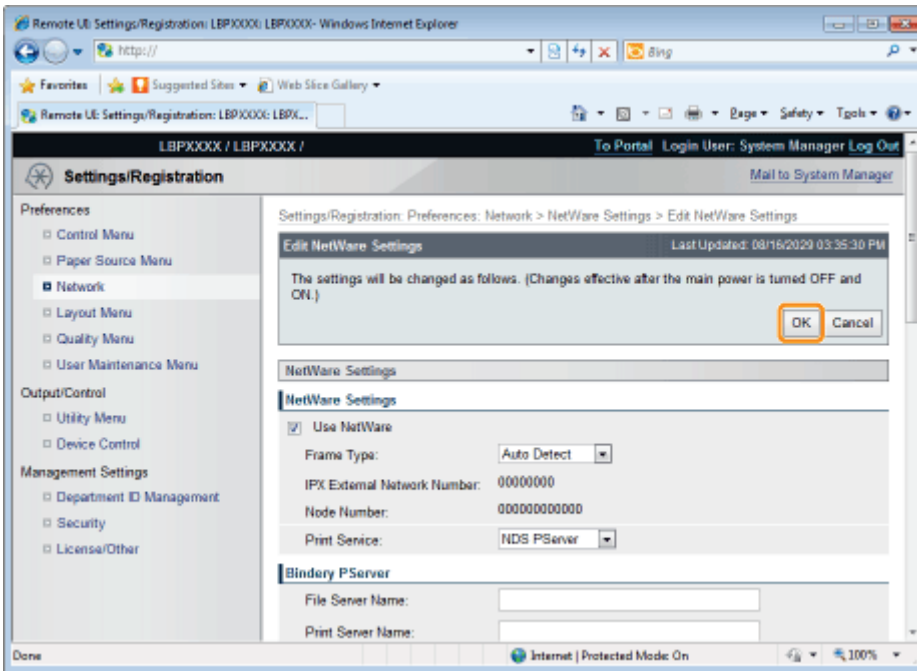 Remote UI: Settings/Registration: LBPXXXX: LBPXXXX- Windows Internet Explorer
http://
Bing
Favorites Suggested Sites Web Slice Gallery
Remote UI: Settings/Registration: LBPXXXX: LBPX...
Page Safety Tools
LBPXXXX / LBPXXXX /
To Portal Login User: System Manager Log Out
Settings/Registration
Mail to System Manager
Preferences
Control Menu
Paper Source Menu
Network
Layout Menu
Quality Menu
User Maintenance Menu
Output/Control
Utility Menu
Device Control
Management Settings
Department ID Management
Security
License/Other
Settings/Registration: Preferences: Network > NetWare Settings > Edit NetWare Settings
Edit NetWare Settings
Last Updated: 08/16/2029 03:35:30 PM
The settings will be changed as follows. (Changes effective after the main power is turned OFF and
ON.)
OK Cancel
NetWare Settings
NetWare Settings
Use NetWare
Frame Type: Auto Detect
IPX External Network Number: 00000000
Node Number: 000000000000
Print Service: NDS PServer
Bindery PServer
File Server Name:
Print Server Name:
Done
Internet | Protected Mode: On
100%